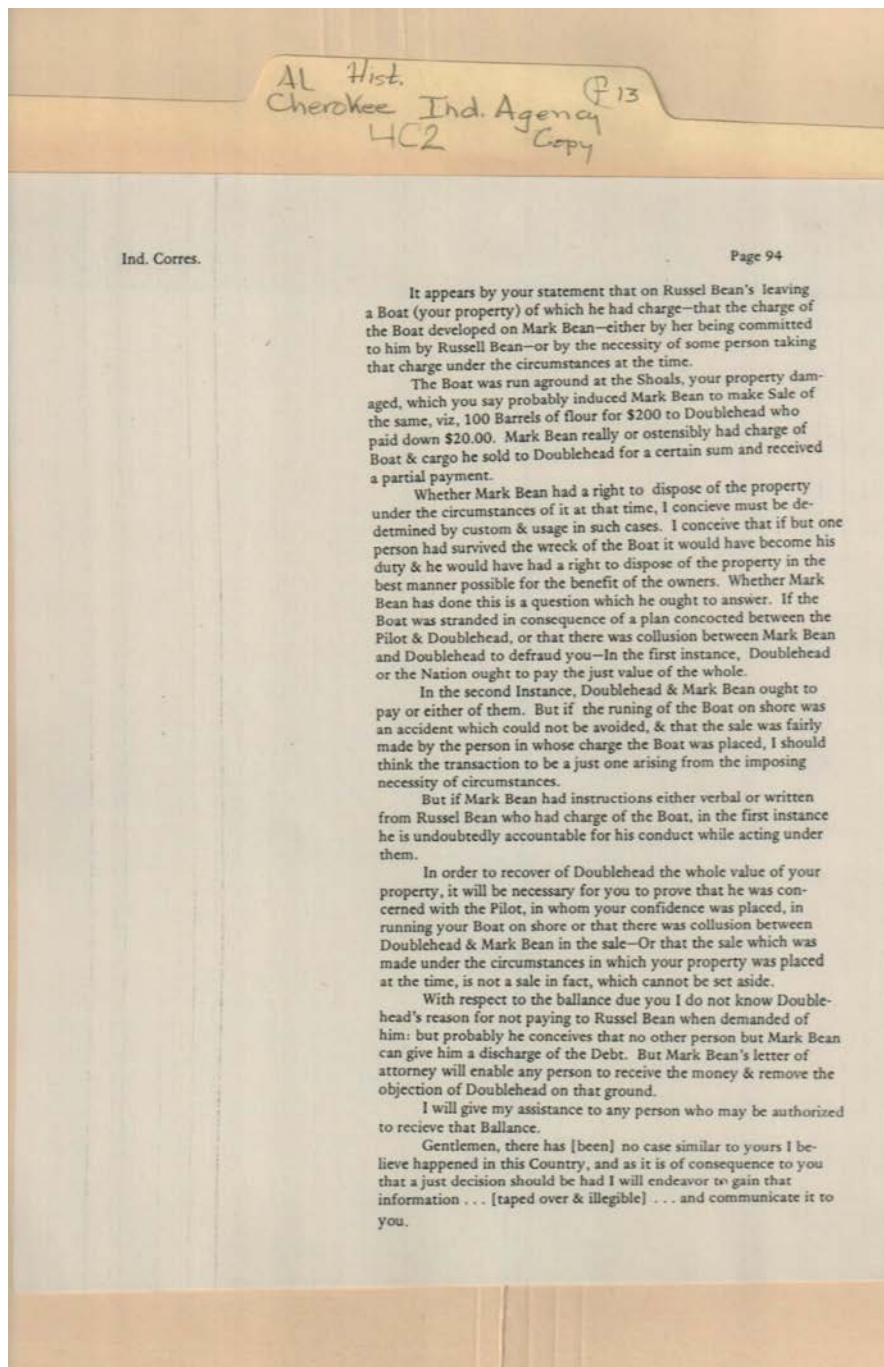 AL Hist.
Cherokee Ind. Agency
4C2 Copy
Ind. Corres.
Page 94
It appears by your statement that on Russel Bean's leaving
a Boat (your property) of which he had charge—that the charge of
the Boat developed on Mark Bean—either by her being committed
to him by Russell Bean—or by the necessity of some person taking
that charge under the circumstances at the time.
The Boat was run aground at the Shoals, your property dam-
aged, which you say probably induced Mark Bean to make Sale of
the same, viz, 100 Barrels of flour for $200 to Doublehead who
paid down $20.00. Mark Bean really or ostensibly had charge of
Boat & cargo he sold to Doublehead for a certain sum and received
a partial payment.
Whether Mark Bean had a right to dispose of the property
under the circumstances of it at that time, I concieve must be de-
detmined by custom & usage in such cases. I conceive that if but one
person had survived the wreck of the Boat it would have become his
duty & he would have had a right to dispose of the property in the
best manner possible for the benefit of the owners. Whether Mark
Bean has done this is a question which he ought to answer. If the
Boat was stranded in consequence of a plan concocted between the
Pilot & Doublehead, or that there was collusion between Mark Bean
and Doublehead to defraud you—In the first instance, Doublehead
or the Nation ought to pay the just value of the whole.
In the second Instance, Doublehead & Mark Bean ought to
pay or either of them. But if the runing of the Boat on shore was
an accident which could not be avoided, & that the sale was fairly
made by the person in whose charge the Boat was placed, I should
think the transaction to be a just one arising from the imposing
necessity of circumstances.
But if Mark Bean had instructions either verbal or written
from Russel Bean who had charge of the Boat, in the first instance
he is undoubtedly accountable for his conduct while acting under
them.
In order to recover of Doublehead the whole value of your
property, it will be necessary for you to prove that he was con-
cerned with the Pilot, in whom your confidence was placed, in
running your Boat on shore or that there was collusion between
Doublehead & Mark Bean in the sale—Or that the sale which was
made under the circumstances in which your property was placed
at the time, is not a sale in fact, which cannot be set aside.
With respect to the ballance due you I do not know Double-
head's reason for not paying to Russel Bean when demanded of
him: but probably he conceives that no other person but Mark Bean
can give him a discharge of the Debt. But Mark Bean's letter of
attorney will enable any person to receive the money & remove the
objection of Doublehead on that ground.
I will give my assistance to any person who may be authorized
to recieve that Ballance.
Gentlemen, there has [been] no case similar to yours I be-
lieve happened in this Country, and as it is of consequence to you
that a just decision should be had I will endeavor to gain that
information . . . [taped over & illegible] . . . and communicate it to
you.